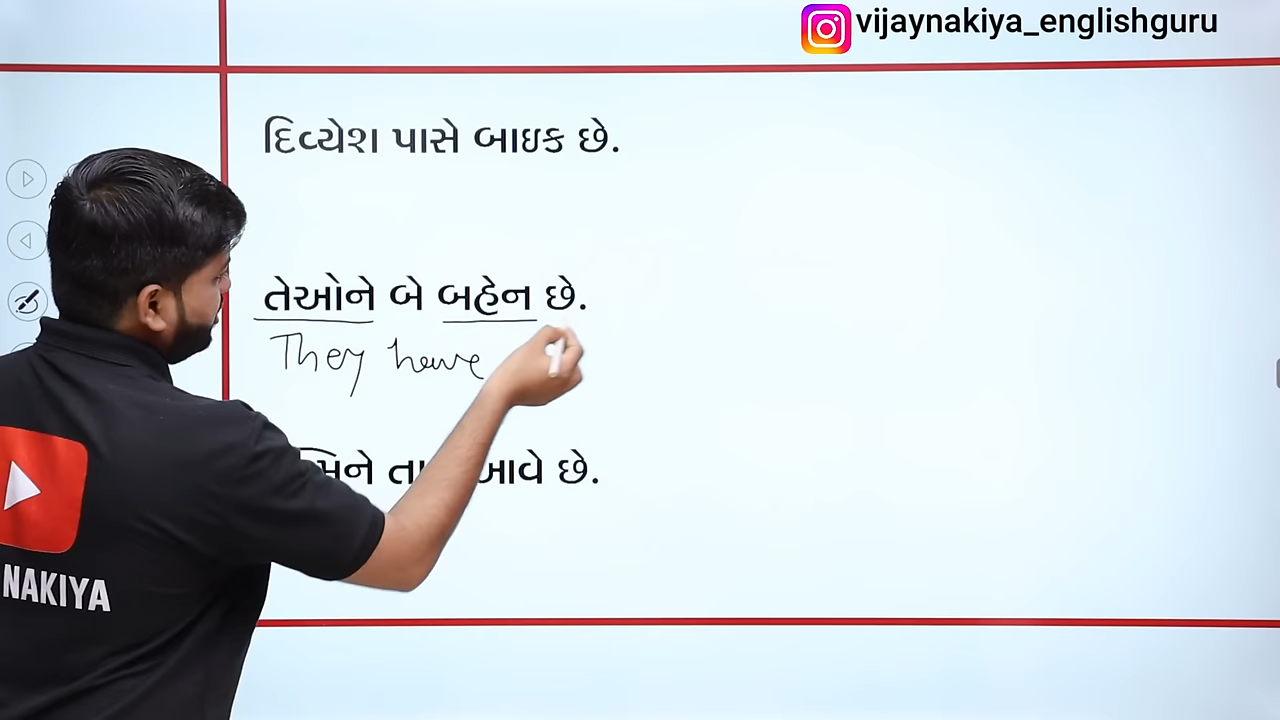 vijaynakiya_englishguru
દિવ્યેશ પાસે બાઇક છે.
તેઓને બે બહેન છે.
They have
આવે છે.
NAKIYA